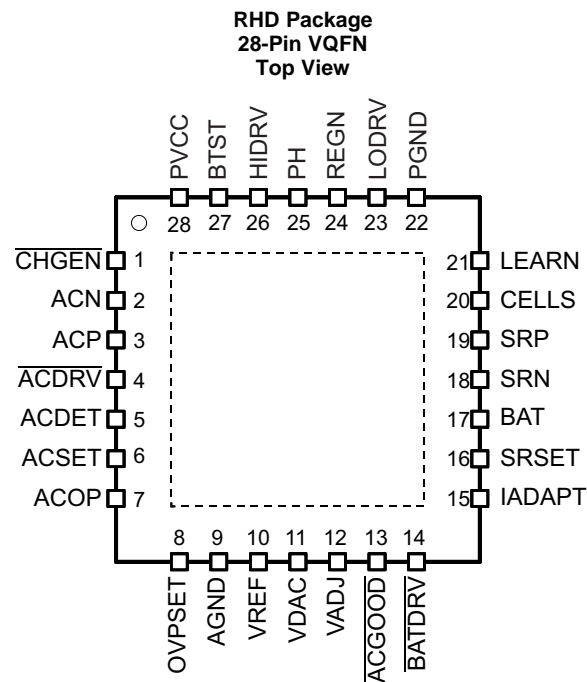 RHD Package
28-Pin VQFN
Top View
PVCC
BTST
HIDRV
PH
REGN
LODRV
PGND
28 27 26 25 24 23 22
CHGEN 1
ACN 2
ACP 3
ACDRV 4
ACDET 5
ACSET 6
ACOP 7
21 LEARN
20 CELLS
19 SRP
18 SRN
17 BAT
16 SRSET
15 IADAPT
8 9 10 11 12 13 14
OVPSET
AGND
VREF
VDAC
VADJ
ACGOOD
BATDRV